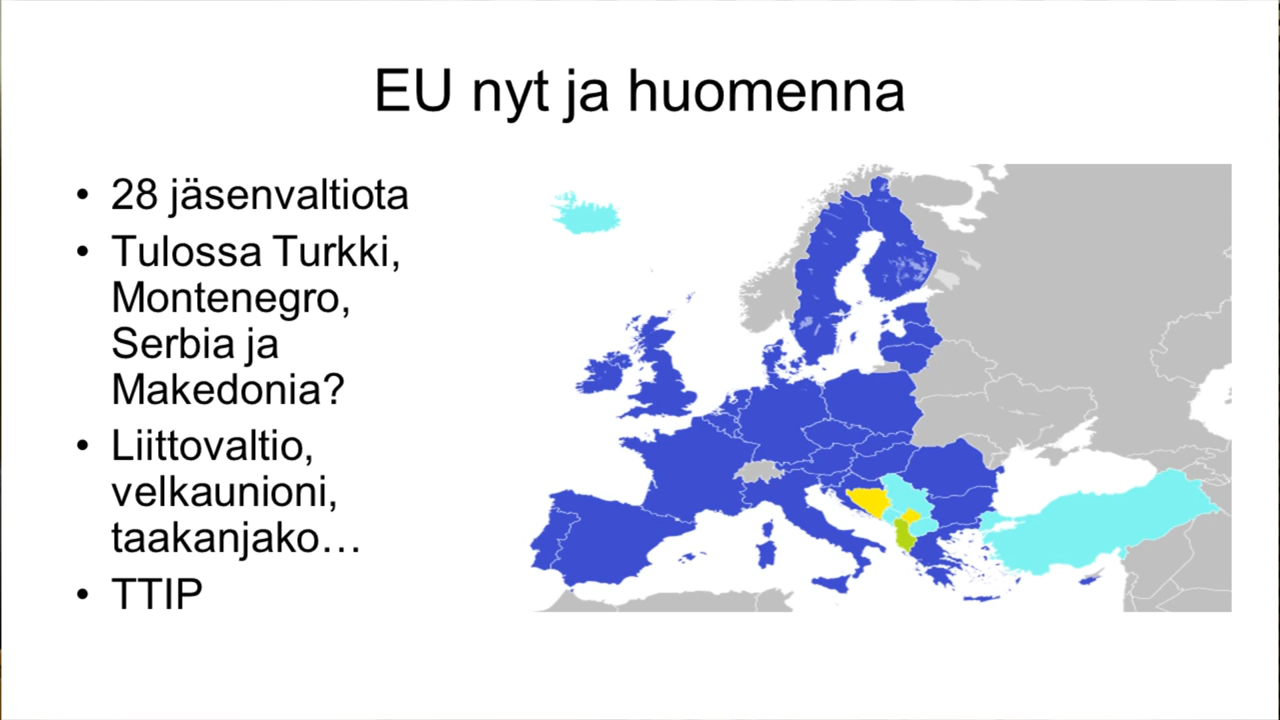 EU nyt ja huomenna
• 28 jäsenvaltiota
• Tulossa Turkki,
Montenegro,
Serbia ja
Makedonia?
• Liittovaltio,
velkaunioni,
taakanjako…
• TTIP